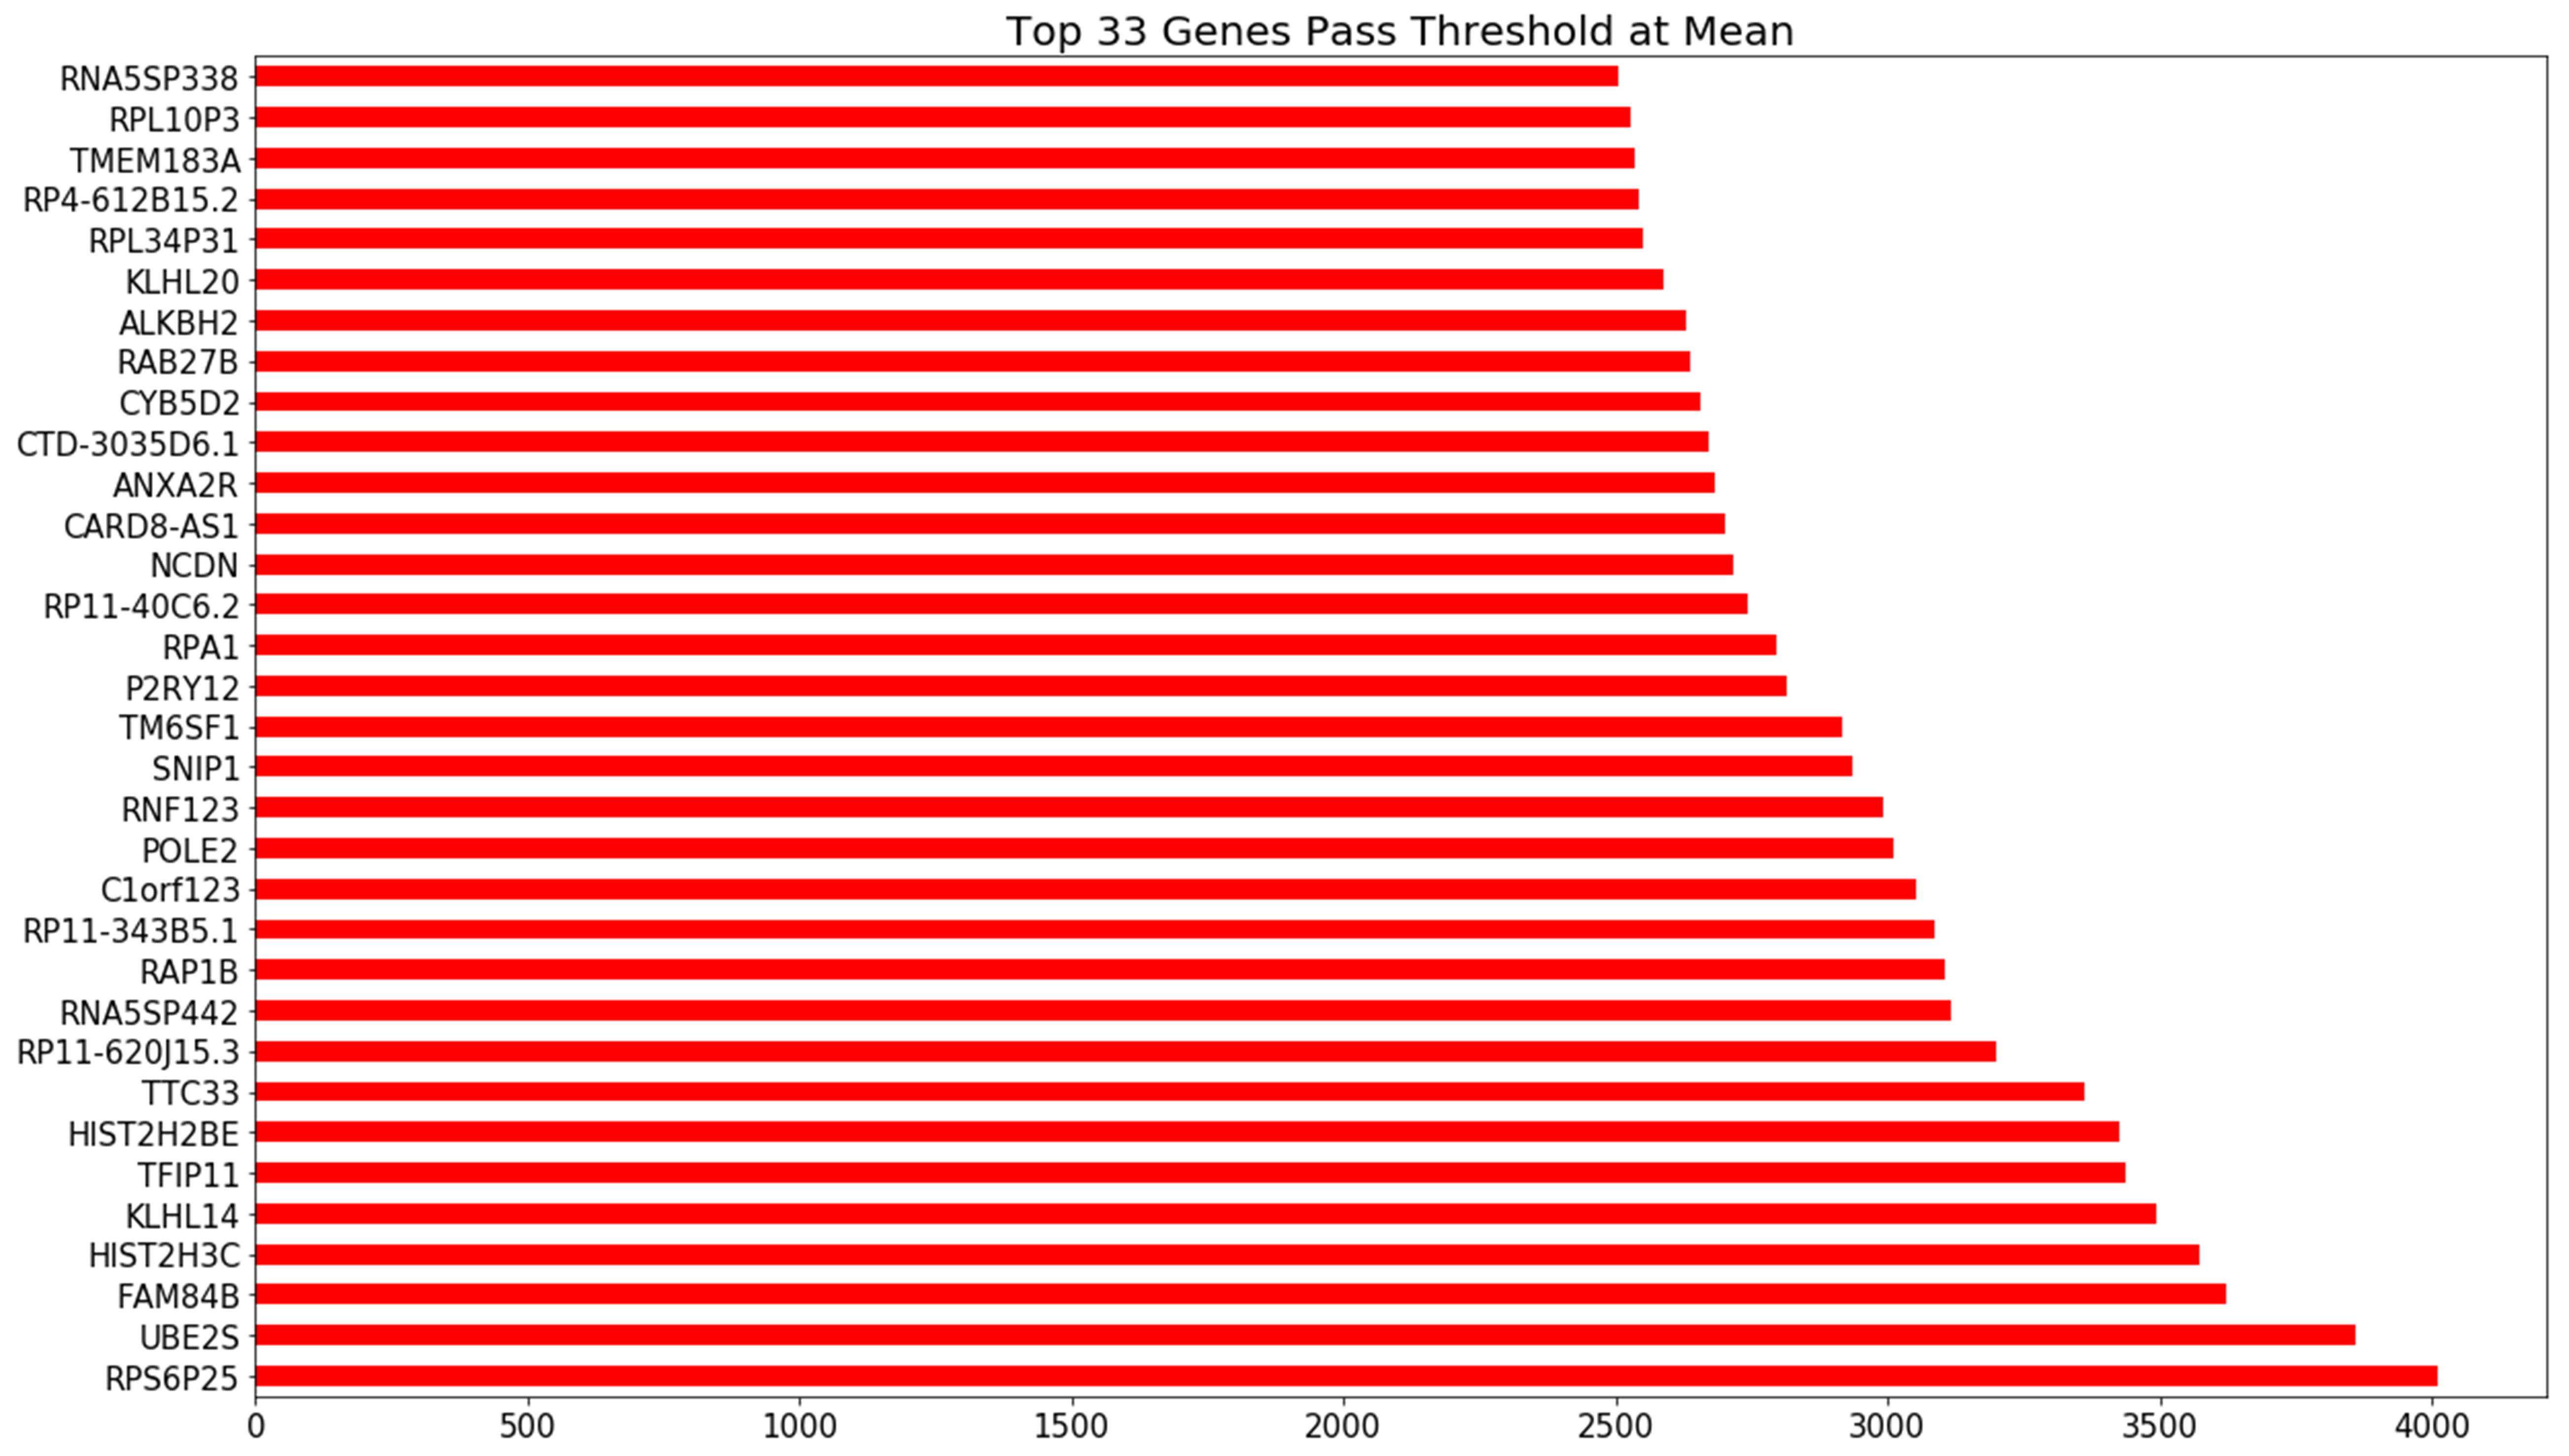 Top 33 Genes Pass Threshold at Mean
RNA5SP338
RPL10P3
TMEM183A
RP4-612B15.2
RPL34P31
KLHL20
ALKBH2
RAB27B
CYB5D2
CTD-3035D6.1
ANXA2R
CARD8-AS1
NCDN
RP11-40C6.2
RPA1
P2RY12
TM6SF1
SNIP1
RNF123
POLE2
C1orf123
RP11-343B5.1
RAP1B
RNA5SP442
RP11-620J15.3
TTC33
HIST2H2BE
TFIP11
KLHL14
HIST2H3C
FAM84B
UBE2S
RPS6P25
0 500 1000 1500 2000 2500 3000 3500 4000